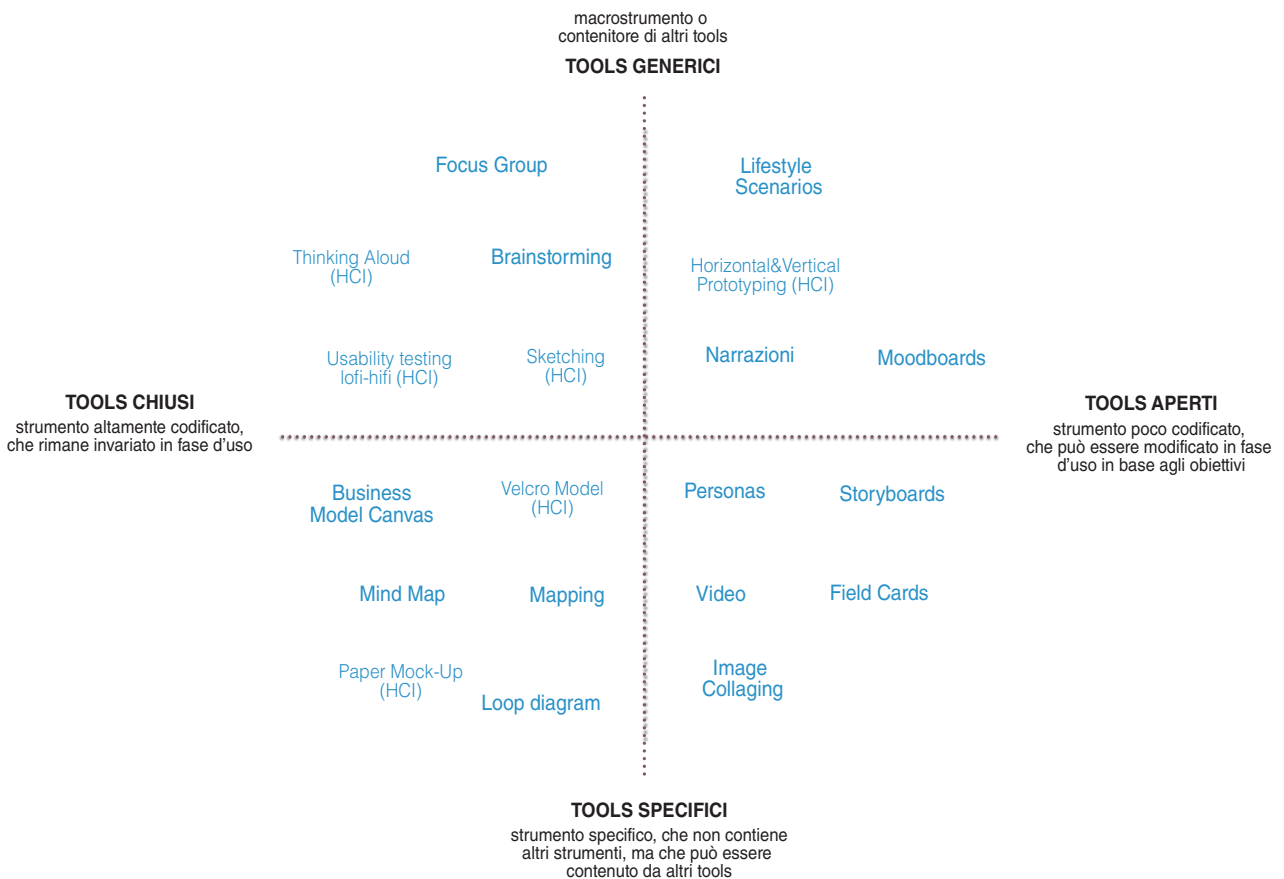 macrostrumento o
contenitore di altri tools
TOOLS GENERICI
Focus Group
Lifestyle
Scenarios
Thinking Aloud
(HCI)
Brainstorming
Horizontal&Vertical
Prototyping (HCI)
Usability testing
lofi-hifi (HCI)
Sketching
(HCI)
Narrazioni
Moodboards
TOOLS CHIUSI
strumento altamente codificato,
che rimane invariato in fase d’uso
TOOLS APERTI
strumento poco codificato,
che può essere modificato in fase
d’uso in base agli obiettivi
Business
Model Canvas
Velcro Model
(HCI)
Personas
Storyboards
Mind Map
Mapping
Video
Field Cards
Paper Mock-Up
(HCI)
Loop diagram
Image
Collaging
TOOLS SPECIFICI
strumento specifico, che non contiene
altri strumenti, ma che può essere
contenuto da altri tools